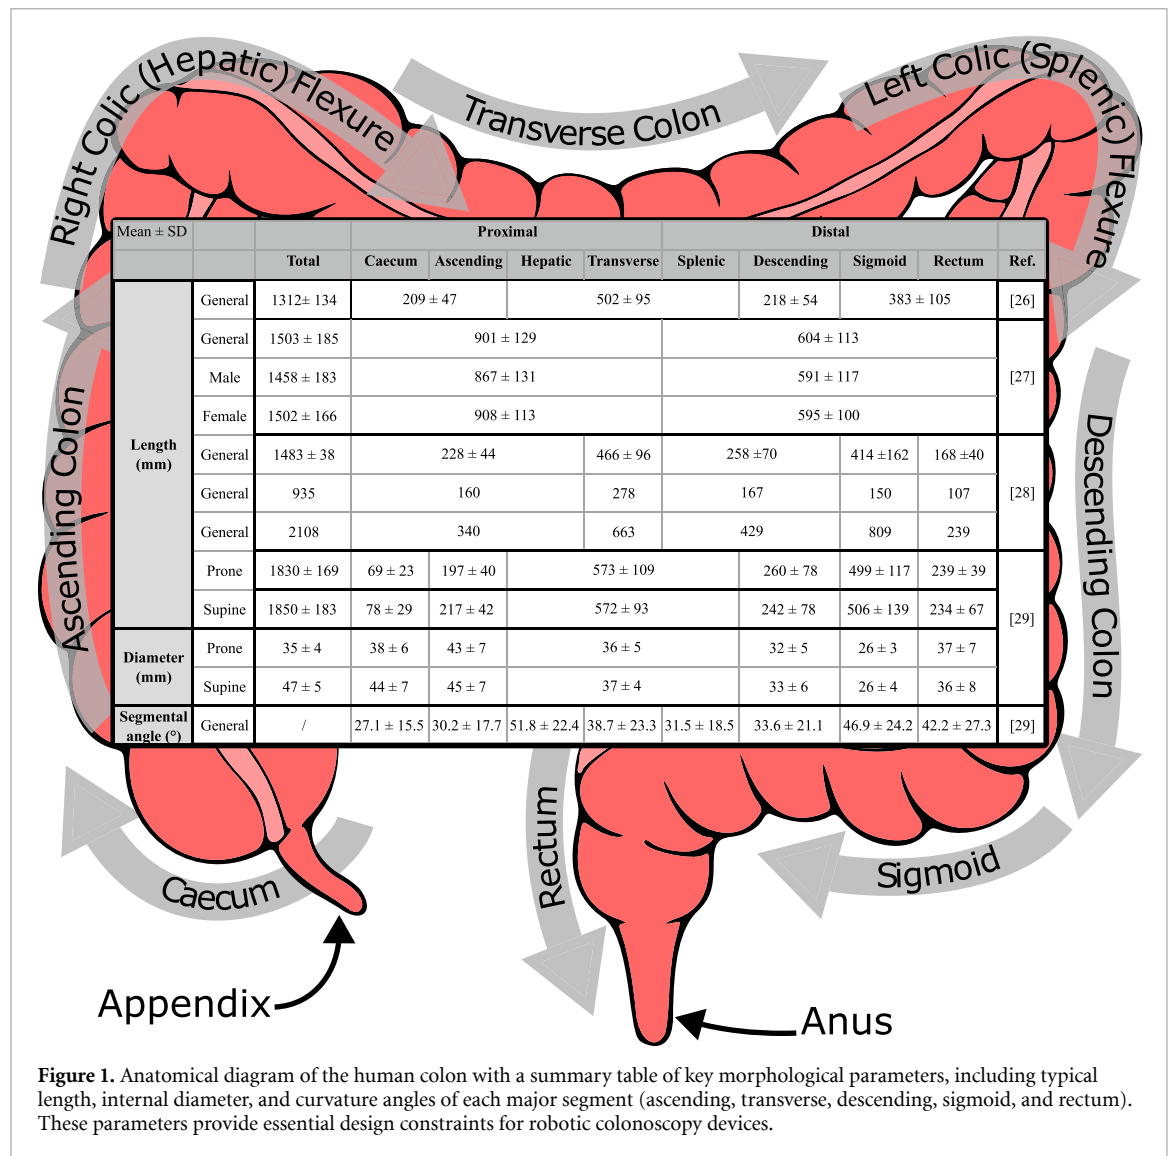 Right Colic (Hepatic) Flexure
Transverse Colon
Left Colic (Splenic) Flexure
Mean ± SD Proximal Distal
Total Caecum Ascending Hepatic Transverse Splenic Descending Sigmoid Rectum Ref.
Length
(mm)
General 1312± 134 209 ± 47 502 ± 95 218 ± 54 383 ± 105 [26]
General 1503 ± 185 901 ± 129 604 ± 113
Male 1458 ± 183 867 ± 131 591 ± 117 [27]
Female 1502 ± 166 908 ± 113 595 ± 100
General 1483 ± 38 228 ± 44 466 ± 96 258 ±70 414 ±162 168 ±40
General 935 160 278 167 150 107 [28]
General 2108 340 663 429 809 239
Prone 1830 ± 169 69 ± 23 197 ± 40 573 ± 109 260 ± 78 499 ± 117 239 ± 39
Supine 1850 ± 183 78 ± 29 217 ± 42 572 ± 93 242 ± 78 506 ± 139 234 ± 67 [29]
Diameter
(mm)
Prone 35 ± 4 38 ± 6 43 ± 7 36 ± 5 32 ± 5 26 ± 3 37 ± 7
Supine 47 ± 5 44 ± 7 45 ± 7 37 ± 4 33 ± 6 26 ± 4 36 ± 8
Segmental
angle (°)
General / 27.1 ± 15.5 30.2 ± 17.7 51.8 ± 22.4 38.7 ± 23.3 31.5 ± 18.5 33.6 ± 21.1 46.9 ± 24.2 42.2 ± 27.3 [29]
Ascending Colon
Descending Colon
Caecum
Rectum
Sigmoid
Appendix
Anus
Figure 1. Anatomical diagram of the human colon with a summary table of key morphological parameters, including typical
length, internal diameter, and curvature angles of each major segment (ascending, transverse, descending, sigmoid, and rectum).
These parameters provide essential design constraints for robotic colonoscopy devices.